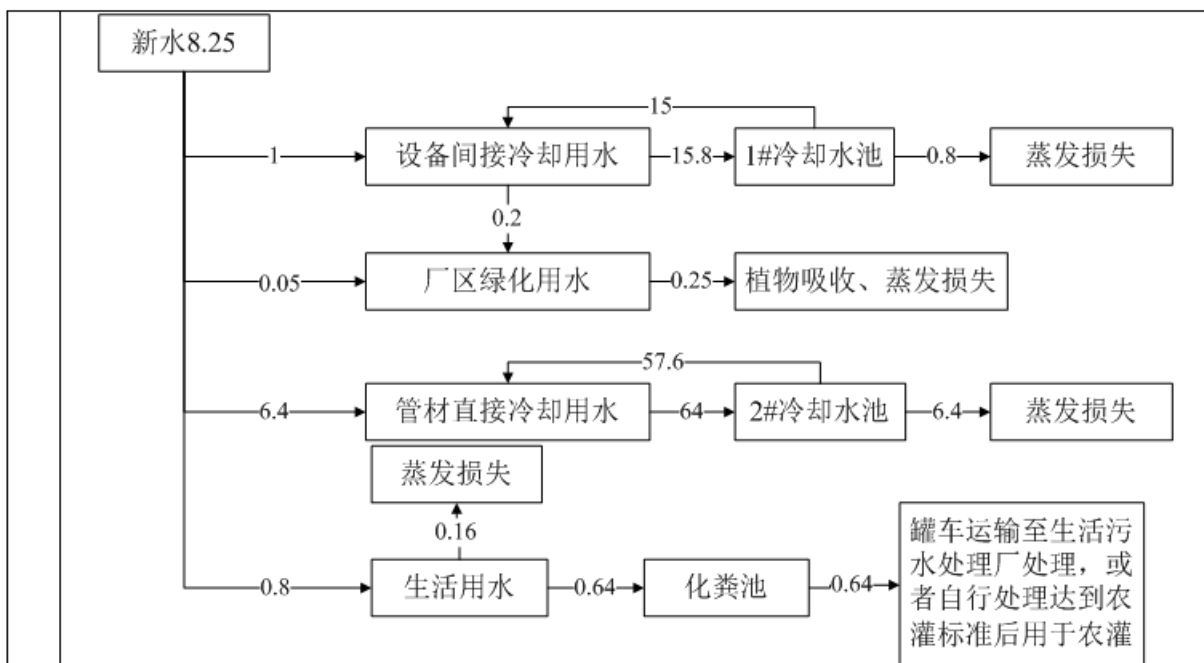 新水8.25
15
1
设备间接冷却用水
15.8
1#冷却水池
0.8
蒸发损失
0.2
0.05
厂区绿化用水
0.25
植物吸收、蒸发损失
57.6
6.4
管材直接冷却用水
64
2#冷却水池
6.4
蒸发损失
蒸发损失
0.16
0.8
生活用水
0.64
化粪池
0.64
罐车运输至生活污
水处理厂处理，或
者自行处理达到农
灌标准后用于农灌